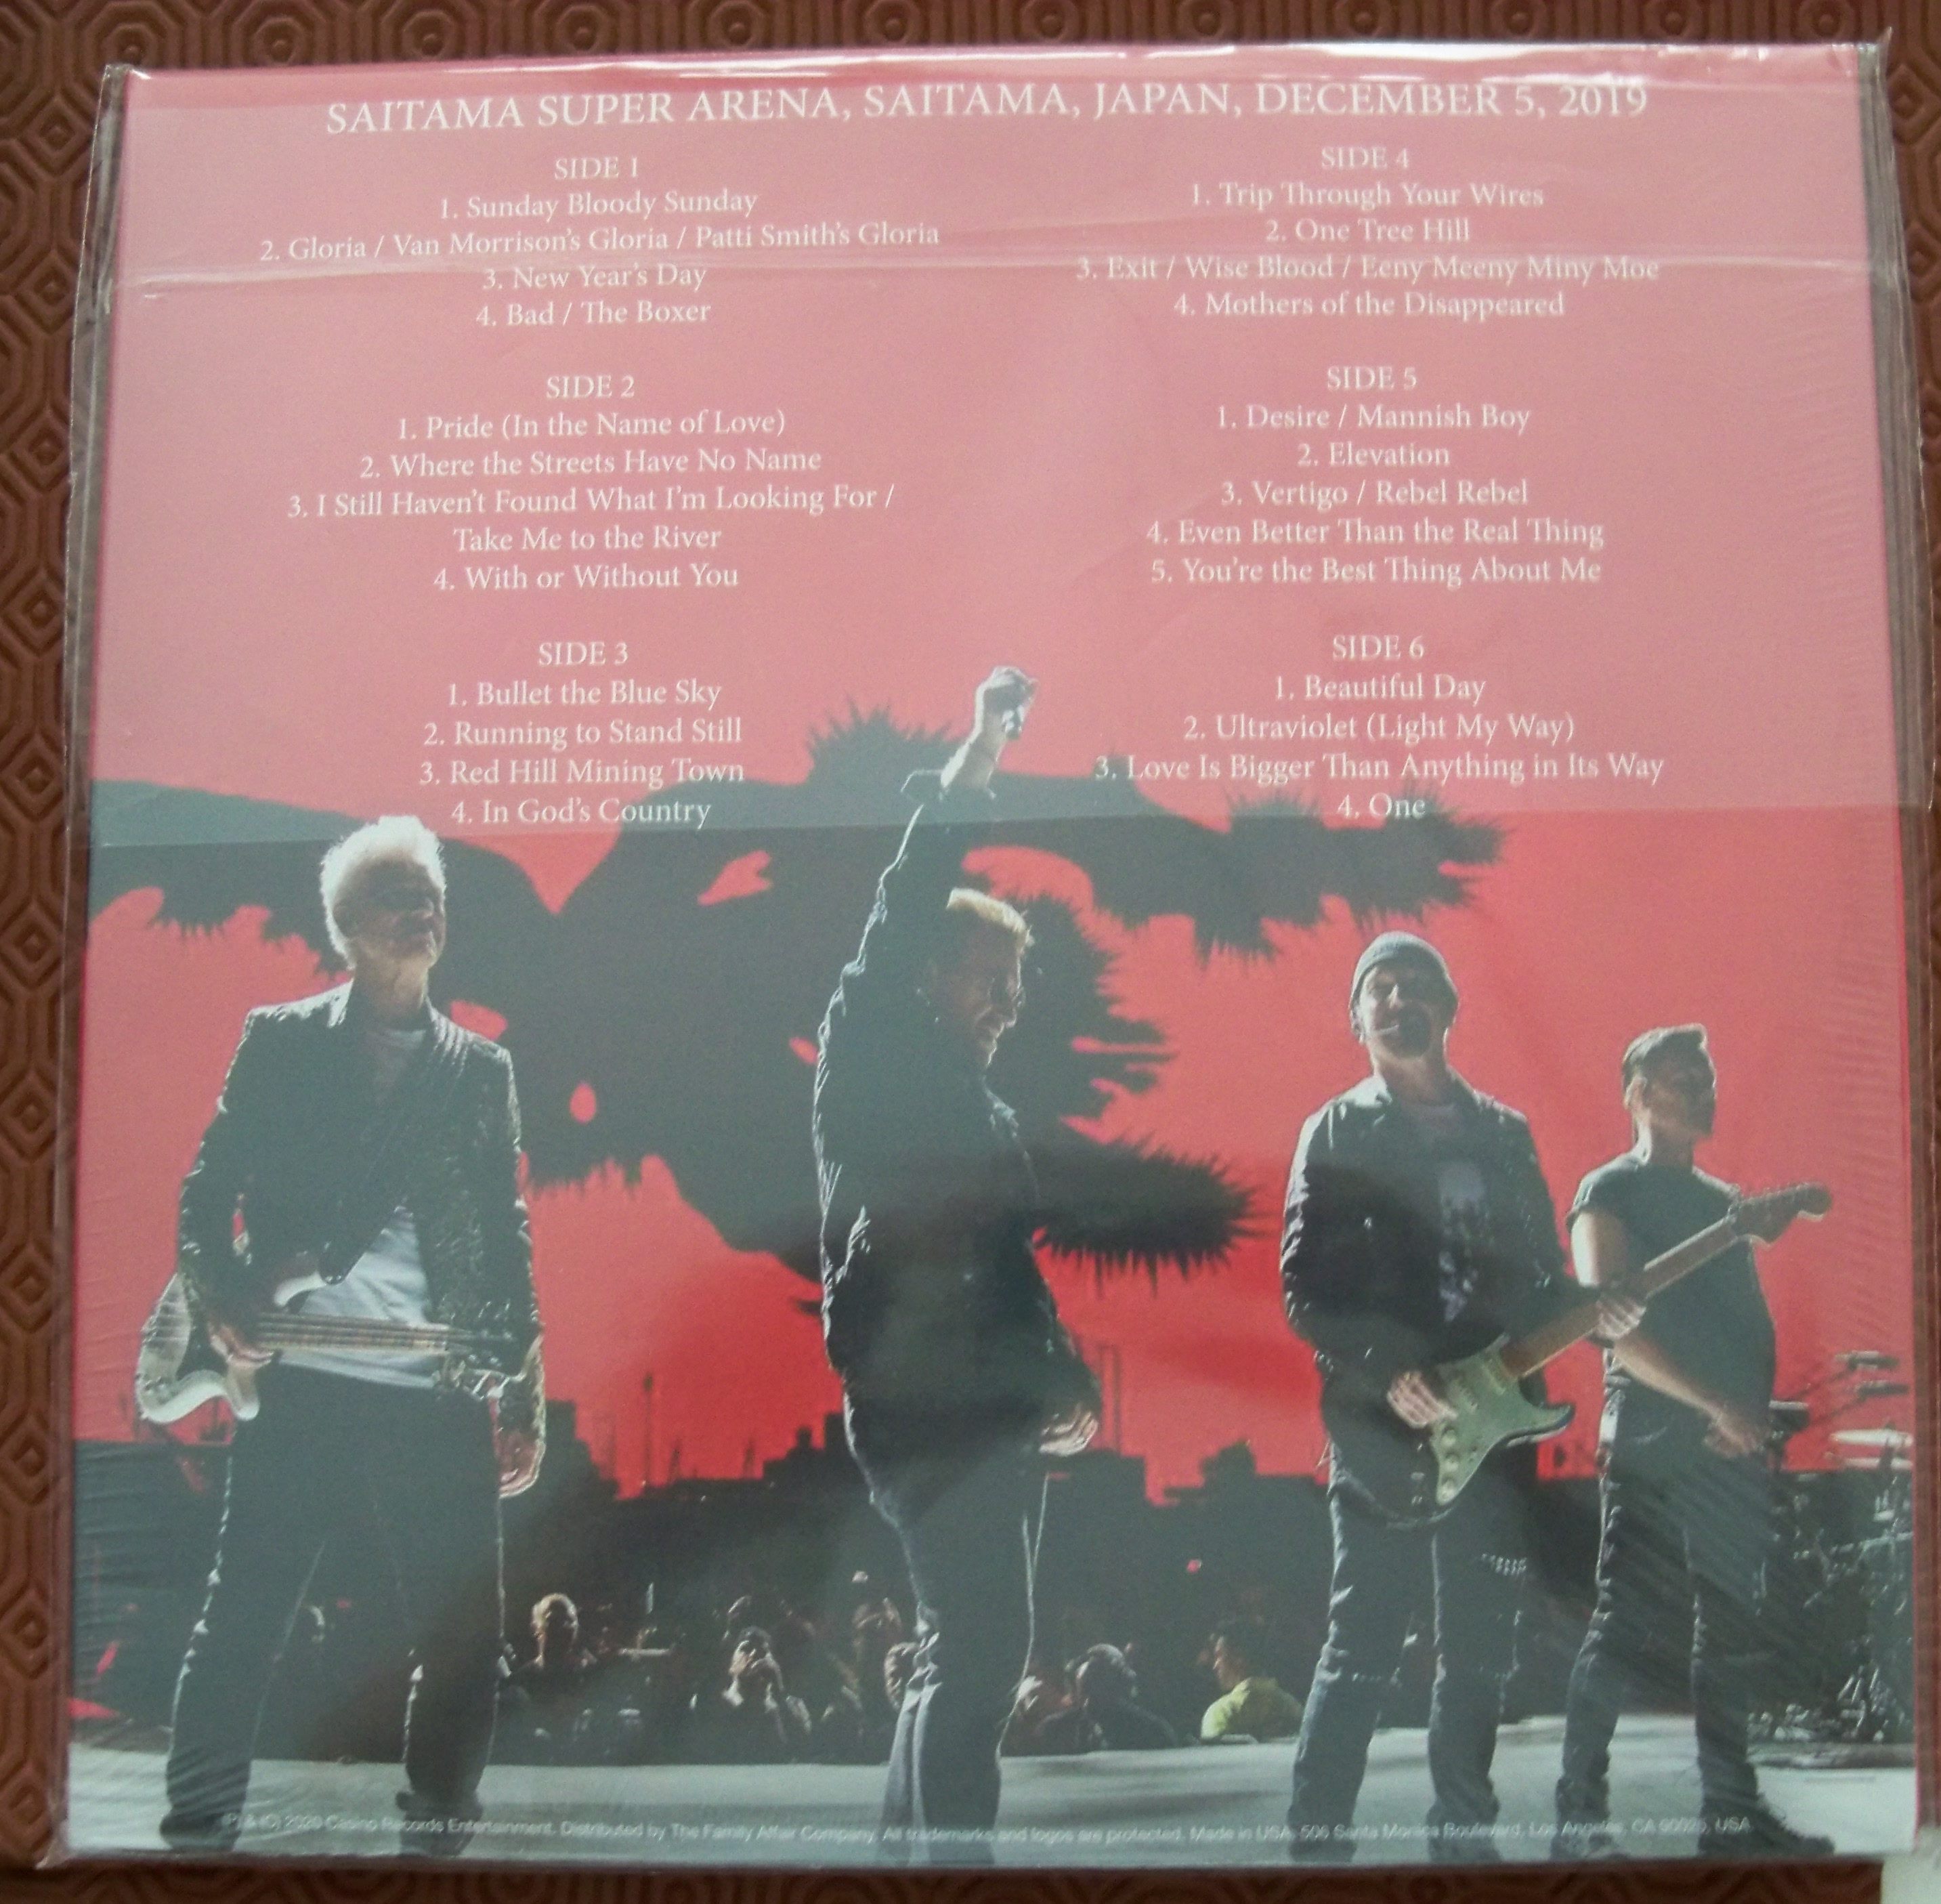 SAITAMA SUPER ARENA, SAITAMA, JAPAN, DECEMBER 5, 2019
SIDE 1
1. Sunday Bloody Sunday
2. Gloria / Van Morrison's Gloria / Patti Smith's Gloria
3. New Year's Day
4. Bad / The Boxer
SIDE 2
1. Pride (In the Name of Love)
2. Where the Streets Have No Name
3. I Still Haven't Found What I'm Looking For /
Take Me to the River
4. With or Without You
SIDE 3
1. Bullet the Blue Sky
2. Running to Stand Still
3. Red Hill Mining Town
4. In God's Country
SIDE 4
1. Trip Through Your Wires
2. One Tree Hill
3. Exit / Wise Blood / Eeny Meeny Miny Moe
4. Mothers of the Disappeared
SIDE 5
1. Desire / Mannish Boy
2. Elevation
3. Vertigo / Rebel Rebel
4. Even Better Than the Real Thing
5. You're the Best Thing About Me
SIDE 6
1. Beautiful Day
2. Ultraviolet (Light My Way)
3. Love Is Bigger Than Anything in Its Way
4. One
(P) & (C) 2020 Casino Records Entertainment. Distributed by The Family Affair Company. All trademarks and logos are protected. Made in USA. 506 Santa Monica Boulevard, Los Angeles, CA USA